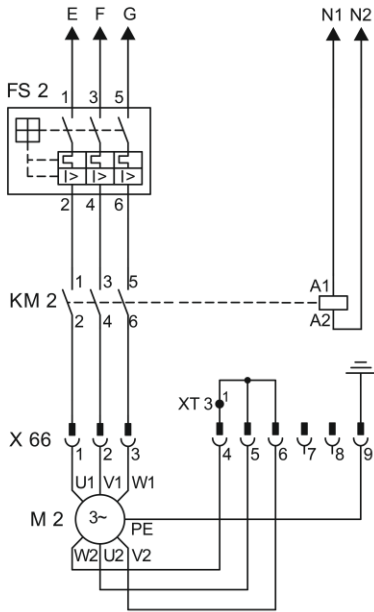 E F G N1 N2
FS 2
1 3 5
I> I> I>
2 4 6
1 3 5
KM 2
2 4 6
A1
A2
XT 3 1
X 66
1 2 3 4 5 6 7 8 9
U1 V1 W1
M 2 3~ PE
W2 U2 V2